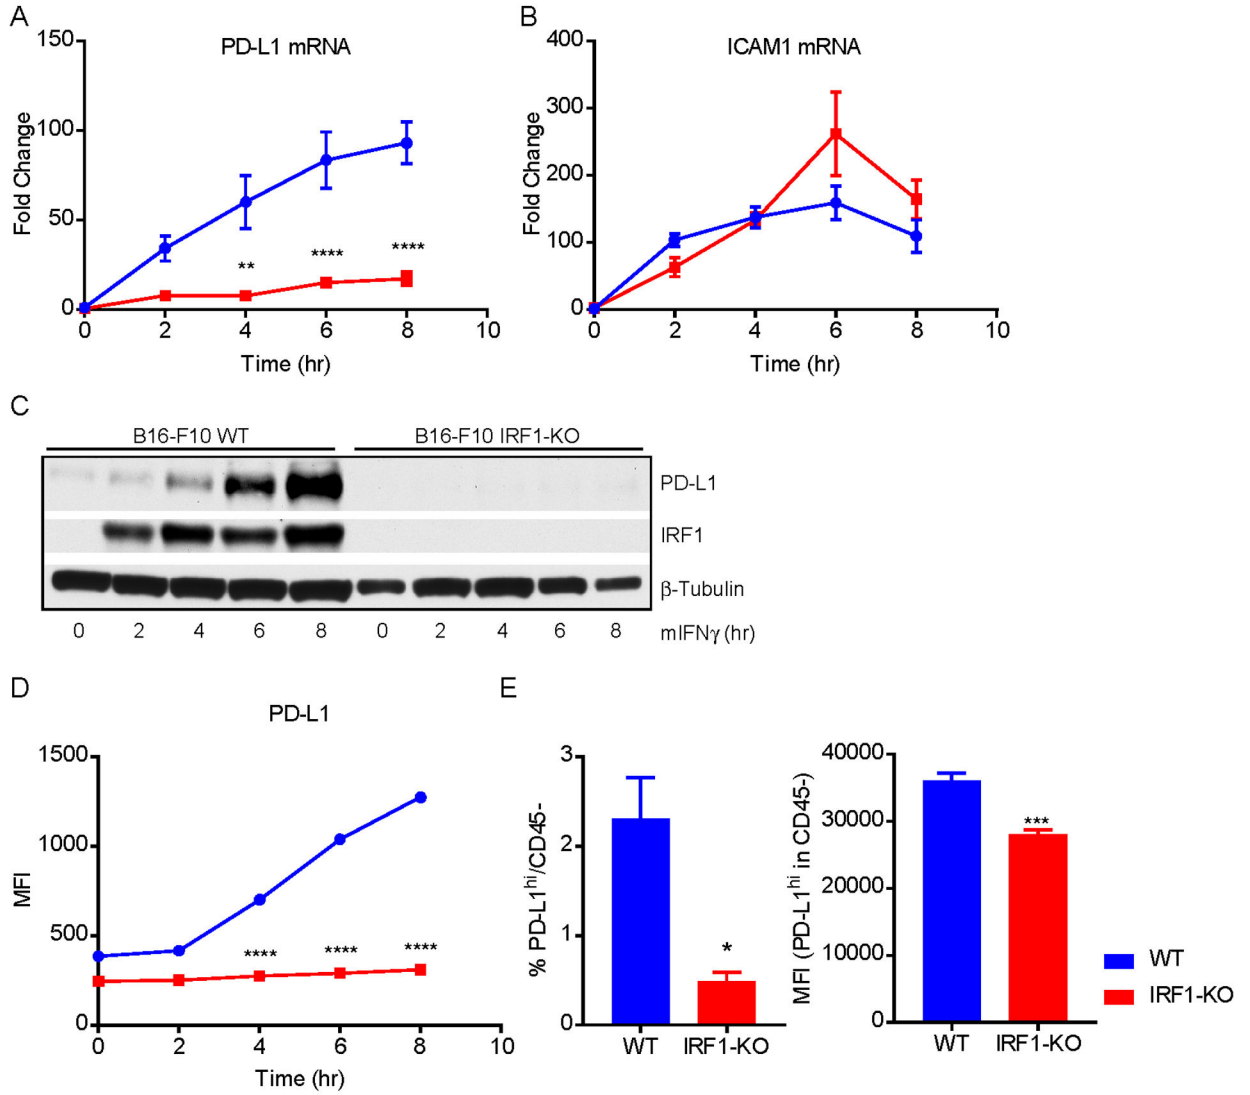 A
PD-L1 mRNA
150
100
50
0
Fold Change
**
****
****
0 2 4 6 8 10
Time (hr)
B
ICAM1 mRNA
400
300
200
100
0
Fold Change
0 2 4 6 8 10
Time (hr)
C
B16-F10 WT B16-F10 IRF1-KO
PD-L1
IRF1
β-Tubulin
0 2 4 6 8 0 2 4 6 8 mIFNγ (hr)
D
PD-L1
1500
1000
500
0
MFI
****
****
****
0 2 4 6 8 10
Time (hr)
E
3
2
1
0
% PD-L1hi/CD45-
*
WT IRF1-KO
40000
30000
20000
10000
0
MFI (PD-L1hi in CD45-)
***
WT IRF1-KO
WT
IRF1-KO